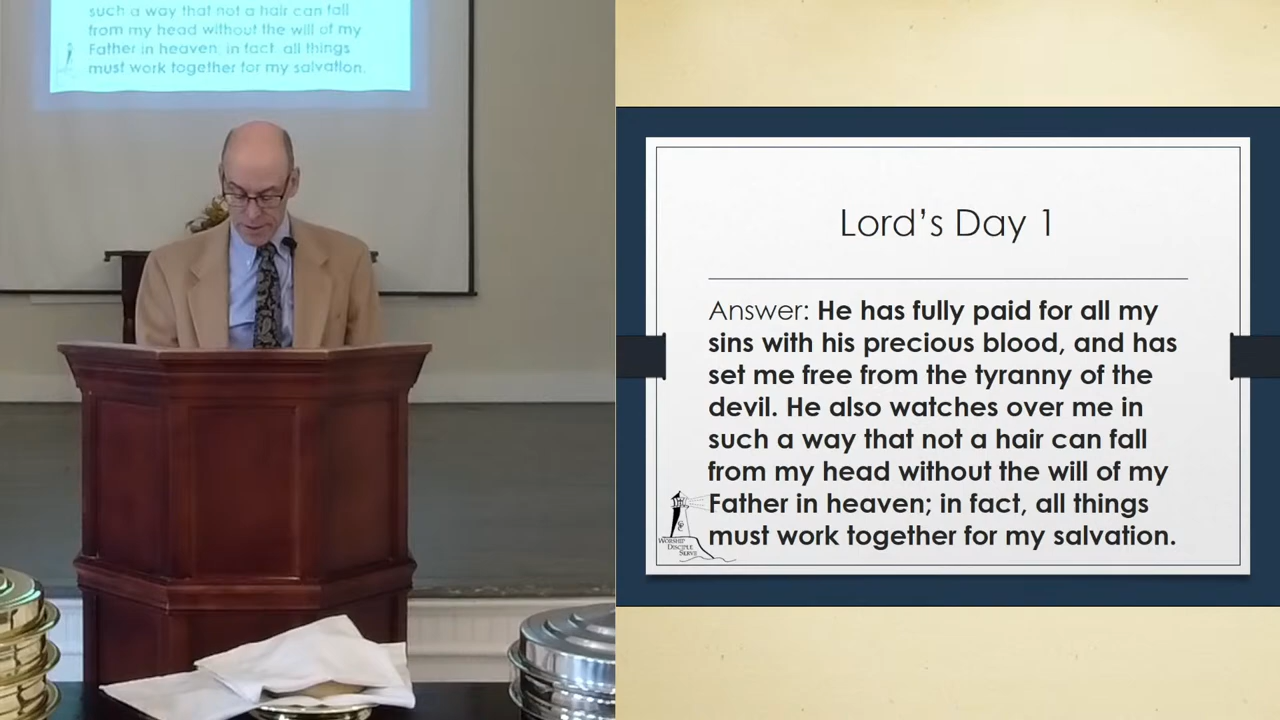 such a way that not a hair can fall
from my head without the will of my
Father in heaven; in fact, all things
must work together for my salvation.
Lord’s Day 1
Answer: He has fully paid for all my
sins with his precious blood, and has
set me free from the tyranny of the
devil. He also watches over me in
such a way that not a hair can fall
from my head without the will of my
Father in heaven; in fact, all things
must work together for my salvation.
Worship
Disciple
Serve